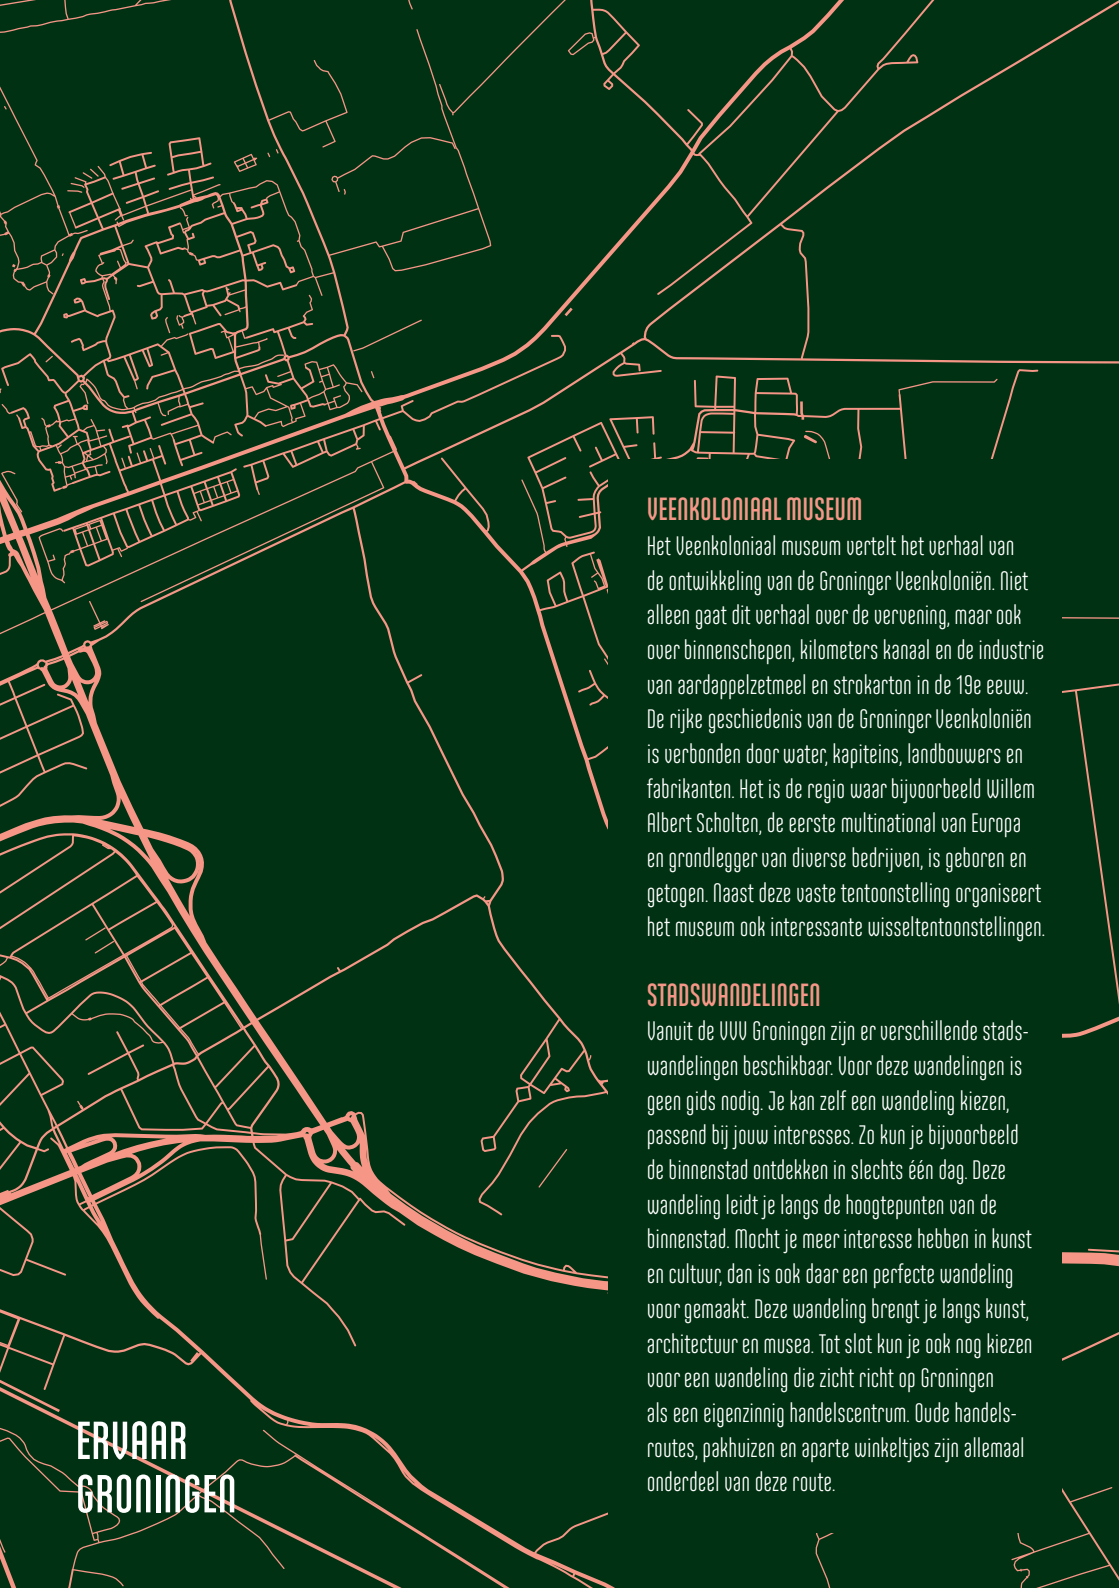 VEENKOLONIAAL MUSEUM
Het Veenkoloniaal museum vertelt het verhaal van
de ontwikkeling van de Groninger Veenkoloniën. Niet
alleen gaat dit verhaal over de vervening, maar ook
over binnenschepen, kilometers kanaal en de industrie
van aardappelzetmeel en strokarton in de 19e eeuw.
De rijke geschiedenis van de Groninger Veenkoloniën
is verbonden door water, kapiteins, landbouwers en
fabrikanten. Het is de regio waar bijvoorbeeld Willem
Albert Scholten, de eerste multinational van Europa
en grondlegger van diverse bedrijven, is geboren en
getogen. Naast deze vaste tentoonstelling organiseert
het museum ook interessante wisseltentoonstellingen.
STADSWANDELINGEN
Vanuit de VVV Groningen zijn er verschillende stads-
wandelingen beschikbaar. Voor deze wandelingen is
geen gids nodig. Je kan zelf een wandeling kiezen,
passend bij jouw interesses. Zo kun je bijvoorbeeld
de binnenstad ontdekken in slechts één dag. Deze
wandeling leidt je langs de hoogtepunten van de
binnenstad. Mocht je meer interesse hebben in kunst
en cultuur, dan is ook daar een perfecte wandeling
voor gemaakt. Deze wandeling brengt je langs kunst,
architectuur en musea. Tot slot kun je ook nog kiezen
voor een wandeling die zicht richt op Groningen
als een eigenzinnig handelscentrum. Oude handels-
routes, pakhuizen en aparte winkeltjes zijn allemaal
onderdeel van deze route.
ERVAAR
GRONINGEN